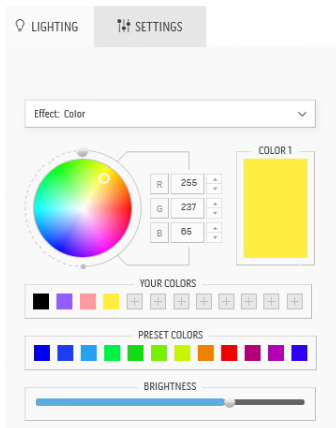 LIGHTING SETTINGS
Effect: Color
COLOR 1
R 255
G 237
B 65
YOUR COLORS
PRESET COLORS
BRIGHTNESS